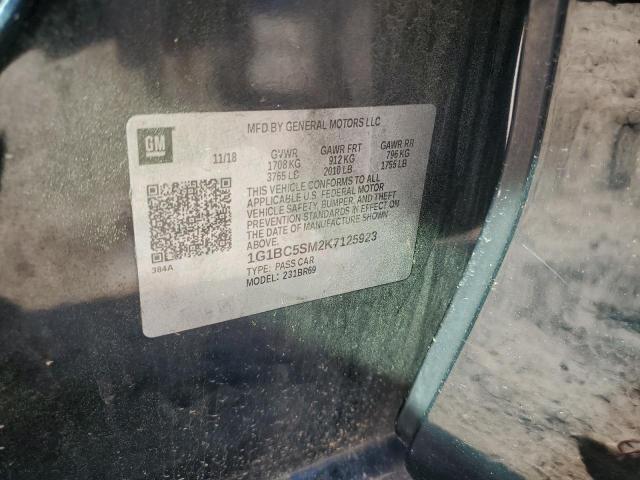 MFD BY GENERAL MOTORS LLC
GM
11/18
GVWR
1708 KG
3765 LB
GAWR FRT
912 KG
2010 LB
GAWR RR
796 KG
1755 LB
THIS VEHICLE CONFORMS TO ALL
APPLICABLE U.S. FEDERAL MOTOR
VEHICLE SAFETY, BUMPER, AND THEFT
PREVENTION STANDARDS IN EFFECT ON
THE DATE OF MANUFACTURE SHOWN
ABOVE.
1G1BC5SM2K7125923
TYPE: PASS CAR
MODEL: 231BR69
384A